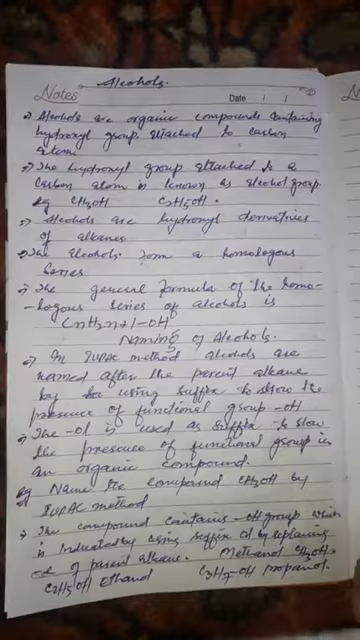 Alcohols.
Notes Date / /
→ Alcohols are organic compounds containing
hydroxyl group attached to carbon
atom
→ The hydroxyl group attached to a
carbon atom is known as alcohol group.
eg CH3OH C2H5OH.
→ Alcohols are hydroxyl derivatives
of alkanes
→ The Alcohols form a homologous
series
→ The general formula of the homo-
-logous series of alcohols is
CnH2n+1-OH
Naming of Alcohols.
→ In IUPAC method alcohols are
named after the parent alkane
by using suffix to show the
presence of functional group -OH
→ The -ol is used as suffix to show
the presence of functional group in
an organic compound.
eg Name the compound CH3OH by
IUPAC method
→ The compound contains -OH group which
is indicated by using suffix ol by replacing
-e of parent alkane. Methanol CH3OH.
C2H5OH Ethanol C3H7-OH propanol.
N